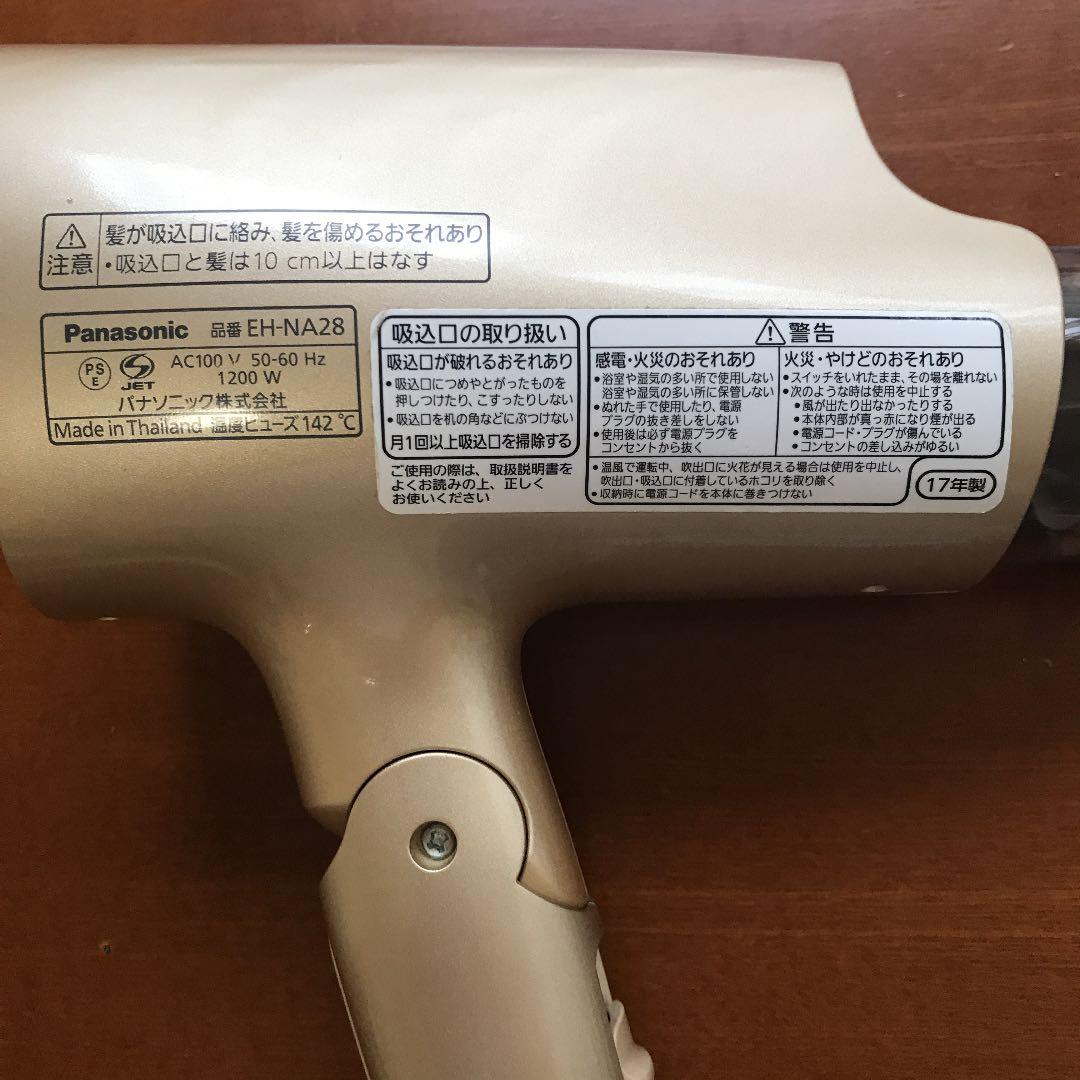 髪が吸込口に絡み、髪を傷めるおそれあり
注意 ・吸込口と髪は10 cm以上はなす
Panasonic 品番 EH-NA28
PS
E
JET
AC100 V 50-60 Hz
1200 W
パナソニック株式会社
Made in Thailand 温度ヒューズ 142 ℃
吸込口の取り扱い
吸込口が破れるおそれあり
•吸込口につめやとがったものを
押しつけたり、こすったりしない
•吸込口を机の角などにぶつけない
月1回以上吸込口を掃除する
ご使用の際は、取扱説明書を
よくお読みの上、正しく
お使いください
警告
感電・火災のおそれあり
•浴室や湿気の多い所で使用しない
浴室や湿気の多い所に保管しない
•ぬれた手で使用したり、電源
プラグの抜き差しをしない
•使用後は必ず電源プラグを
コンセントから抜く
火災・やけどのおそれあり
•スイッチをいれたまま、その場を離れない
•次のような時は使用を中止する
•風が出たり出なかったりする
•本体内部が真っ赤になり煙が出る
•電源コード・プラグが傷んでいる
•コンセントの差し込みがゆるい
•温風で運転中、吹出口に火花が見える場合は使用を中止し、
吹出口・吸込口に付着しているホコリを取り除く
•収納時に電源コードを本体に巻きつけない
17年製